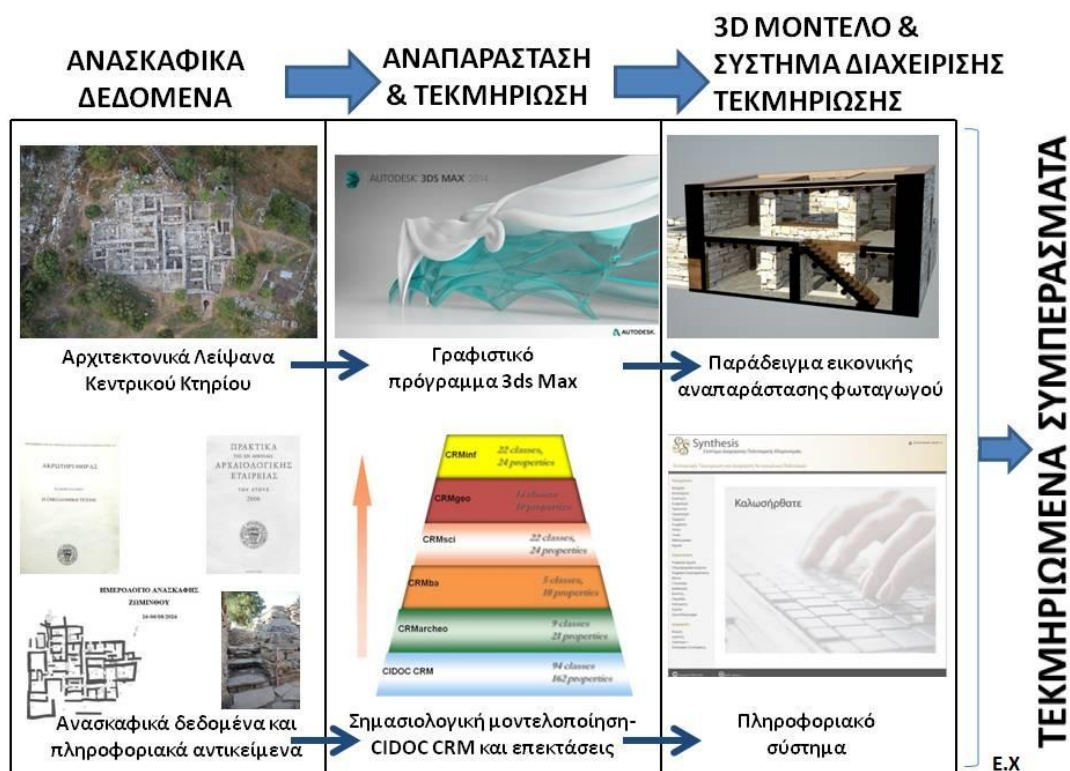 ΑΝΑΣΚΑΦΙΚΑ
ΔΕΔΟΜΕΝΑ
ΑΝΑΠΑΡΑΣΤΑΣΗ
& ΤΕΚΜΗΡΙΩΣΗ
3D ΜΟΝΤΕΛΟ &
ΣΥΣΤΗΜΑ ΔΙΑΧΕΙΡΙΣΗΣ
ΤΕΚΜΗΡΙΩΣΗΣ
AUTODESK 3DS MAX 2014
AUTODESK.
Αρχιτεκτονικά Λείψανα
Κεντρικού Κτηρίου
Γραφιστικό
πρόγραμμα 3ds Max
Παράδειγμα εικονικής
αναπαράστασης φωταγωγού
ΑΚΡΩΤΗΡΙ ΘΗΡΑΣ
ΠΡΑΚΤΙΚΑ
ΑΡΧΑΙΟΛΟΓΙΚΗΣ
ΕΤΑΙΡΕΙΑΣ
ΤΟΥ ΕΤΟΥΣ
2006
ΗΜΕΡΟΛΟΓΙΟ ΑΝΑΣΚΑΦΗΣ
ΖΩΜΙΝΘΟΥ
CRMinf 22 classes,
24 properties
CRMgeo
CRMsci 22 classes,
24 properties
CRMba 5 classes,
10 properties
CRMarcheo 9 classes
21 properties
CIDOC CRM 94 classes
162 properties
Synthesis
Καλωσήρθατε
Ανασκαφικά δεδομένα και
πληροφοριακά αντικείμενα
Σημασιολογική μοντελοποίηση-
CIDOC CRM και επεκτάσεις
Πληροφοριακό
σύστημα
ΤΕΚΜΗΡΙΩΜΕΝΑ ΣΥΜΠΕΡΑΣΜΑΤΑ
Ε.Χ